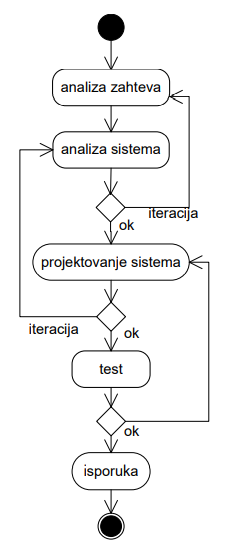 analiza zahteva
analiza sistema
iteracija
ok
projektovanje sistema
iteracija
ok
test
ok
isporuka